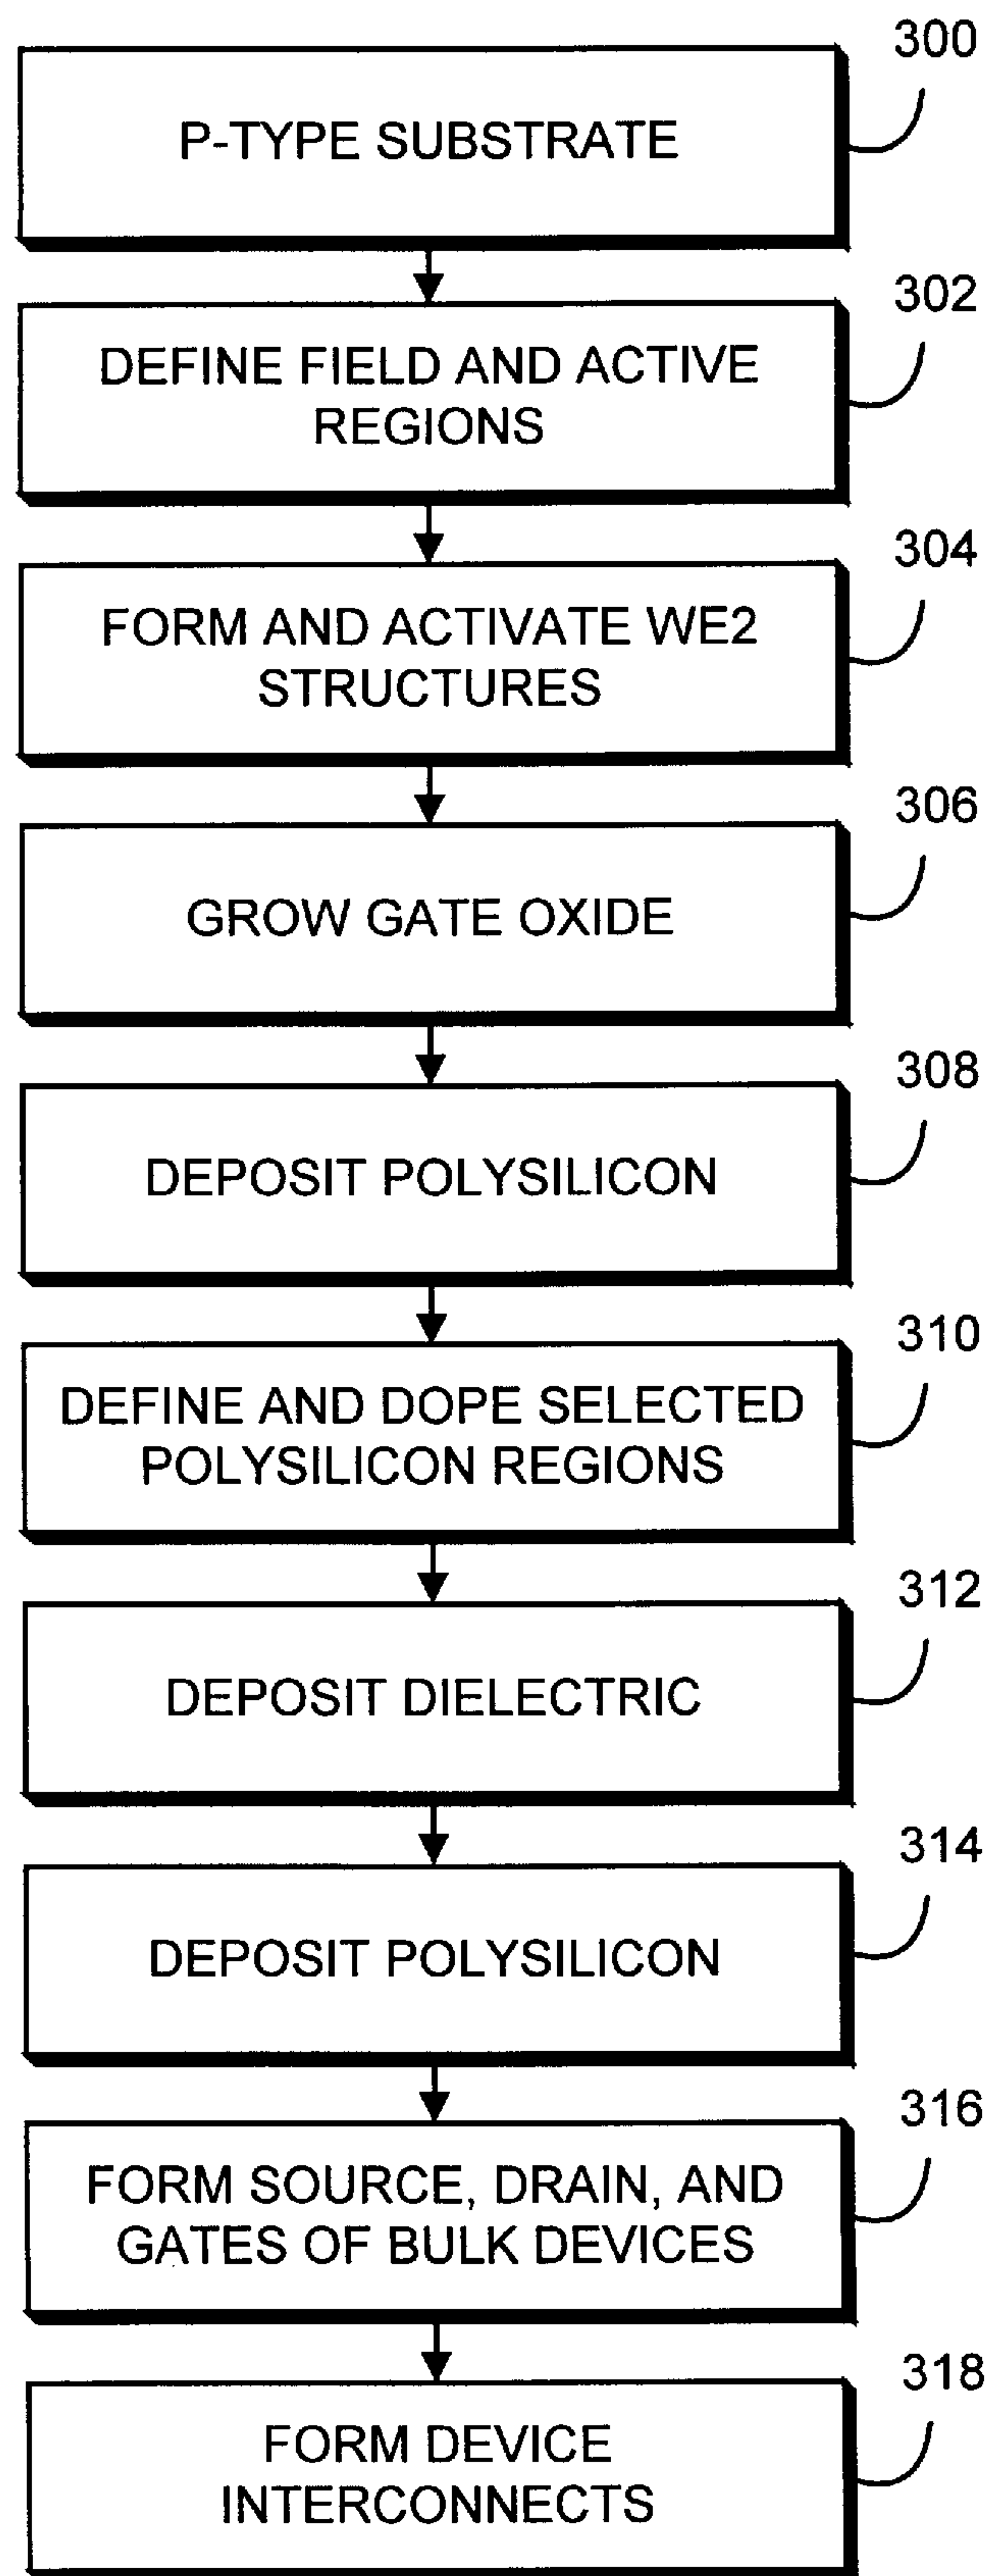 300
P-TYPE SUBSTRATE
302
DEFINE FIELD AND ACTIVE
REGIONS
304
FORM AND ACTIVATE WE2
STRUCTURES
306
GROW GATE OXIDE
308
DEPOSIT POLYSILICON
310
DEFINE AND DOPE SELECTED
POLYSILICON REGIONS
312
DEPOSIT DIELECTRIC
314
DEPOSIT POLYSILICON
316
FORM SOURCE, DRAIN, AND
GATES OF BULK DEVICES
318
FORM DEVICE
INTERCONNECTS